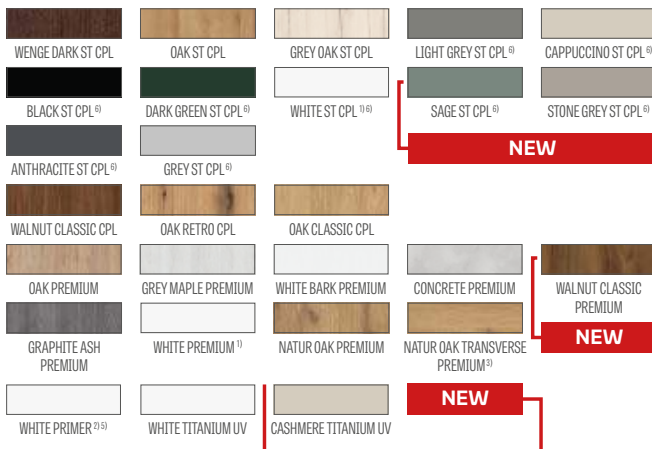 WENGE DARK ST CPL
OAK ST CPL
GREY OAK ST CPL
LIGHT GREY ST CPL 6)
CAPPUCCINO ST CPL 6)
BLACK ST CPL 6)
DARK GREEN ST CPL 6)
WHITE ST CPL 1) 6)
SAGE ST CPL 6)
STONE GREY ST CPL 6)
NEW
ANTHRACITE ST CPL 6)
GREY ST CPL 6)
WALNUT CLASSIC CPL
OAK RETRO CPL
OAK CLASSIC CPL
OAK PREMIUM
GREY MAPLE PREMIUM
WHITE BARK PREMIUM
CONCRETE PREMIUM
WALNUT CLASSIC
PREMIUM
NEW
GRAPHITE ASH
PREMIUM
WHITE PREMIUM 1)
NATUR OAK PREMIUM
NATUR OAK TRANSVERSE
PREMIUM 3)
NEW
WHITE PRIMER 2) 5)
WHITE TITANIUM UV
CASHMERE TITANIUM UV